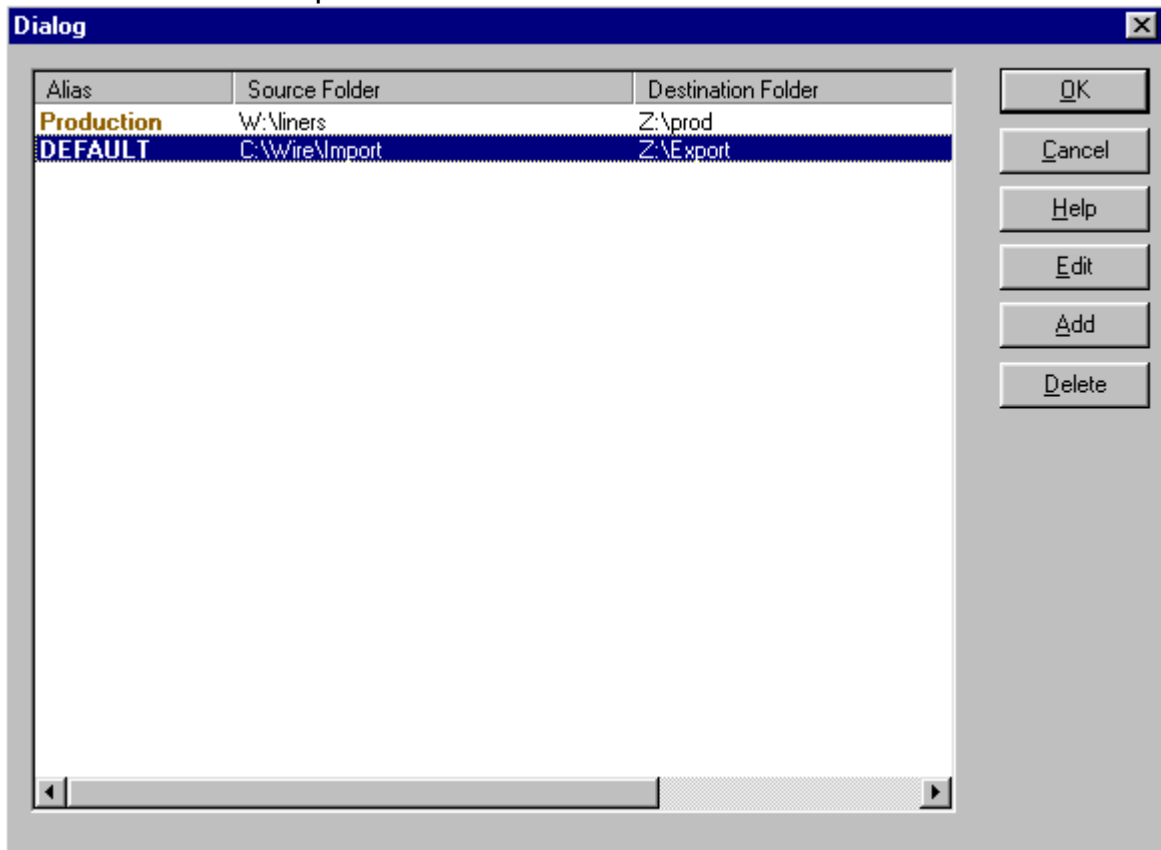 Dialog
Alias Source Folder Destination Folder
Production W:\liners Z:\prod
DEFAULT C:\Wire\Import Z:\Export
OK
Cancel
Help
Edit
Add
Delete